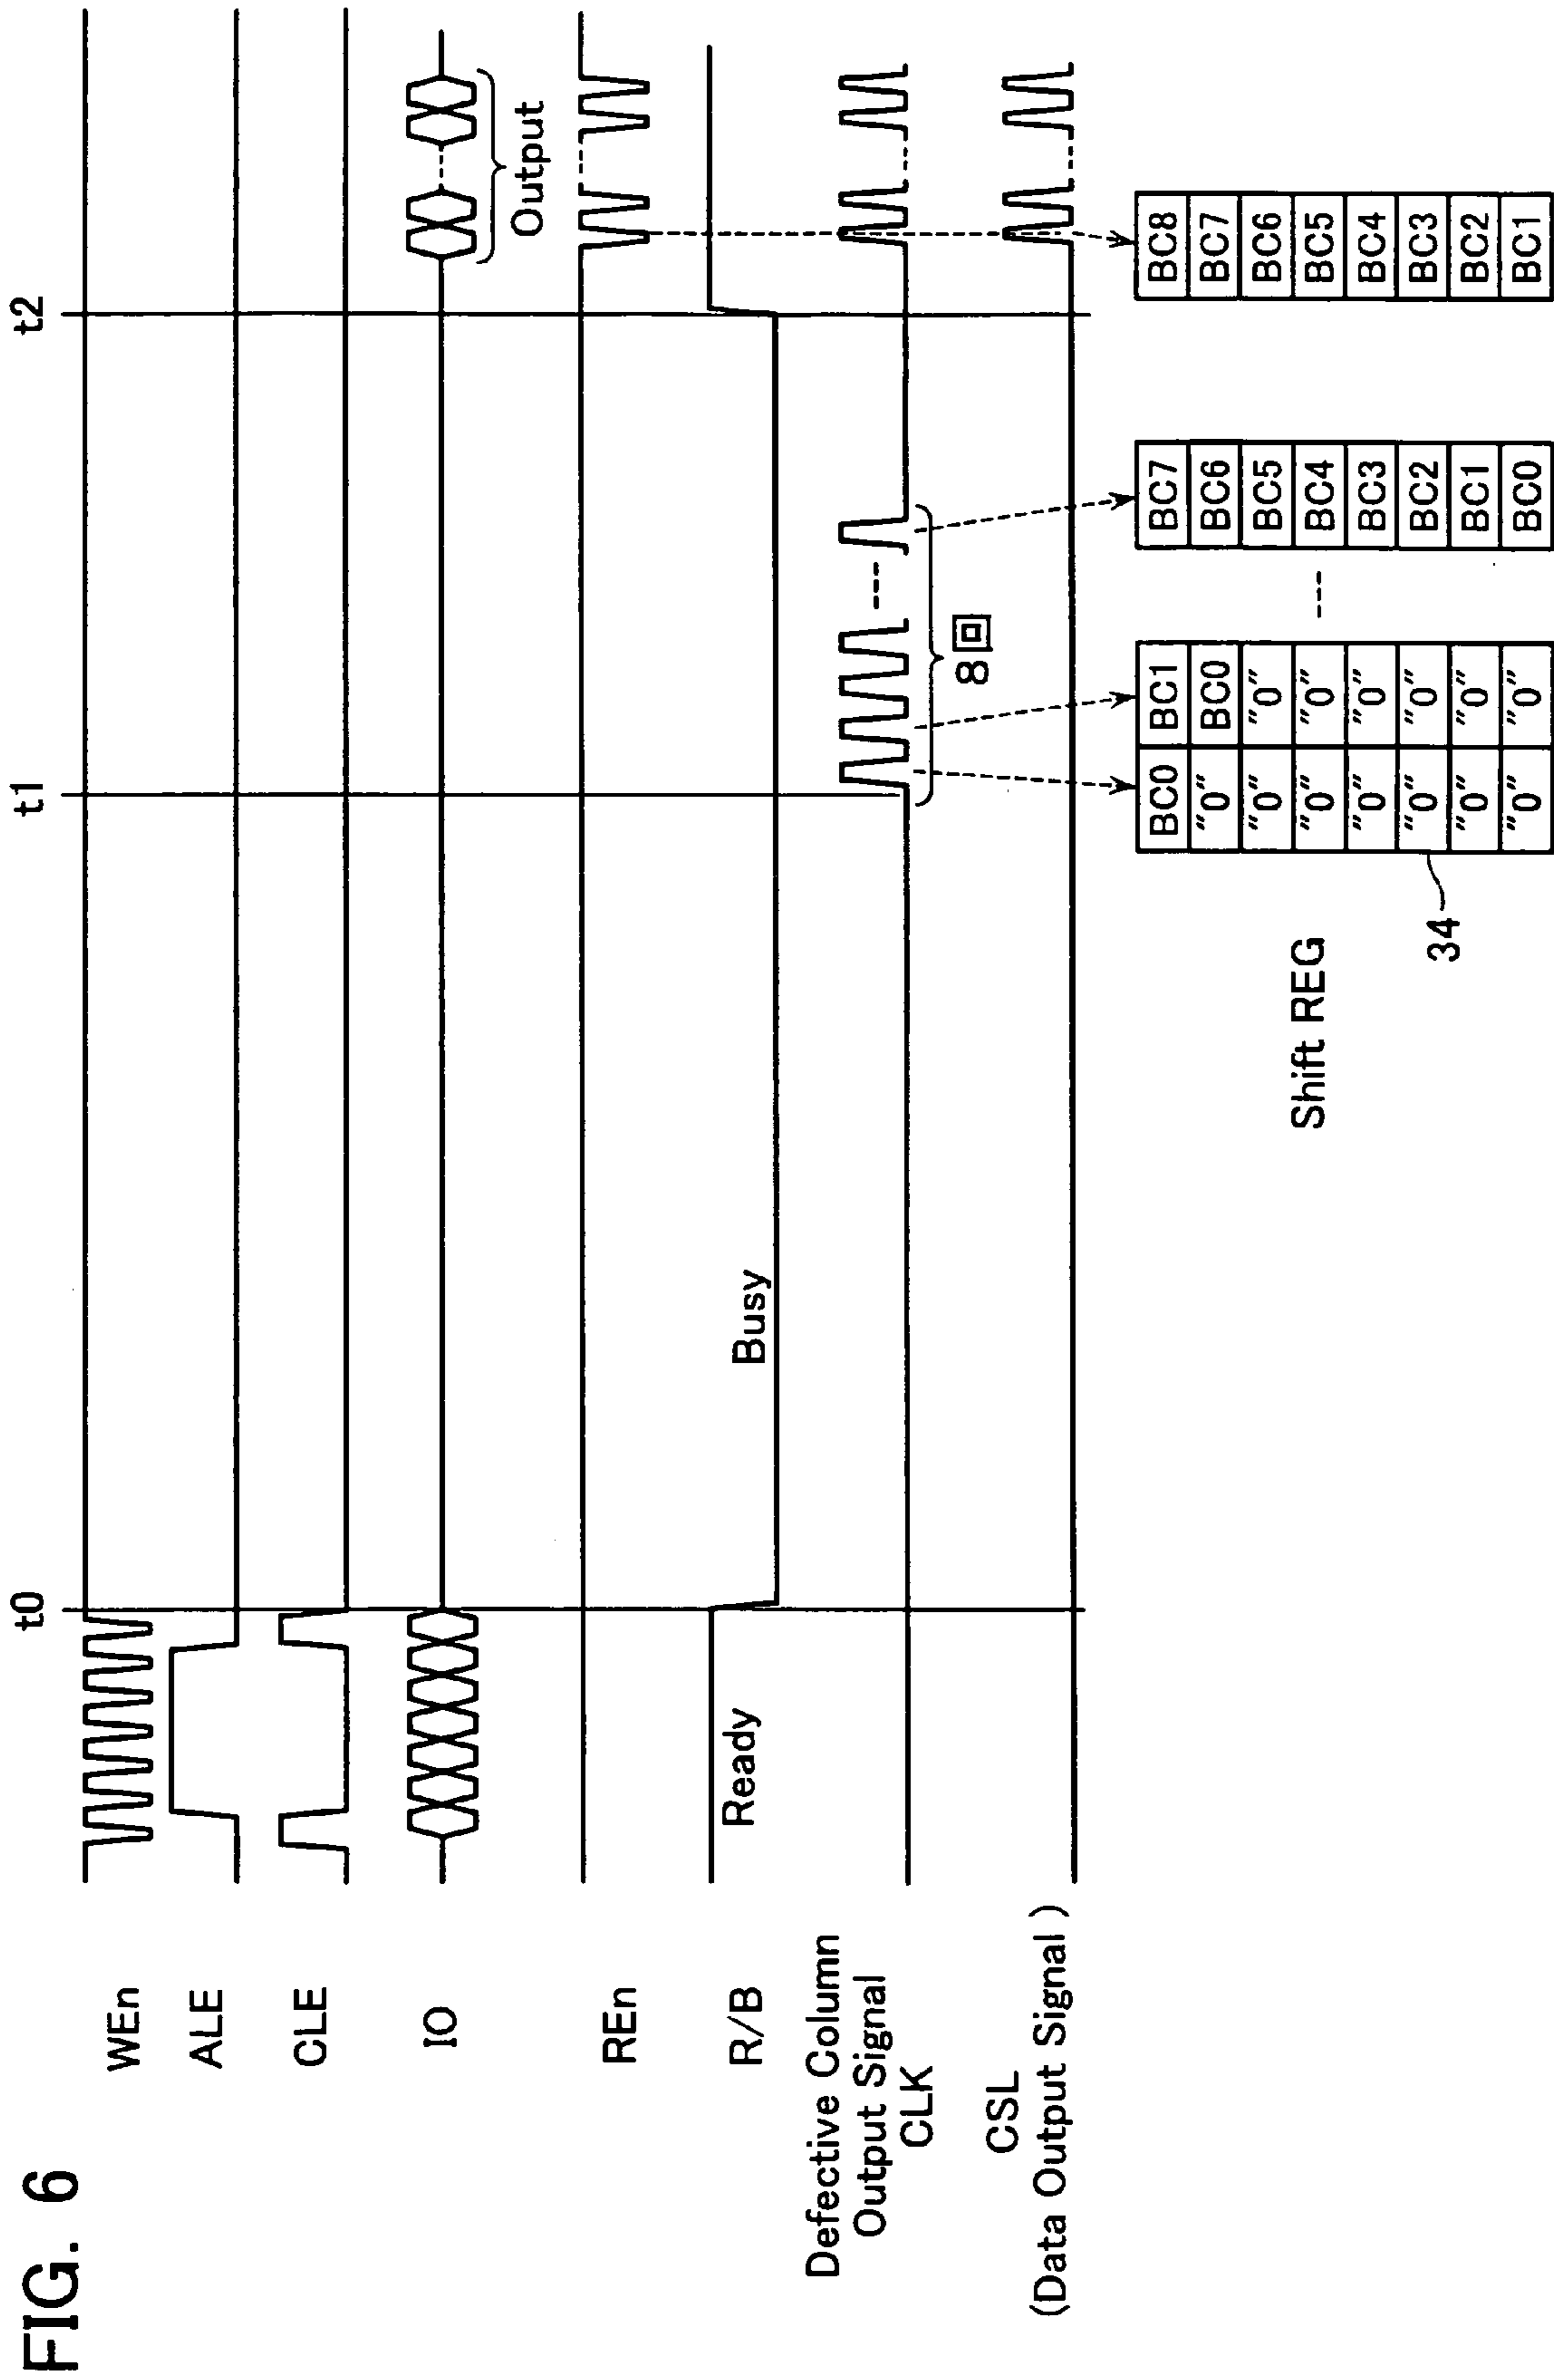 FIG. 6
t0
t1
t2
WEn
ALE
CLE
IO
Output
REn
R/B
Ready
Busy
Defective Column
Output Signal
CLK
8回
CSL
(Data Output Signal)
Shift REG
34
BC0
"0"
"0"
"0"
"0"
"0"
"0"
"0"
BC1
BC0
"0"
"0"
"0"
"0"
"0"
"0"
BC7
BC6
BC5
BC4
BC3
BC2
BC1
BC0
BC8
BC7
BC6
BC5
BC4
BC3
BC2
BC1